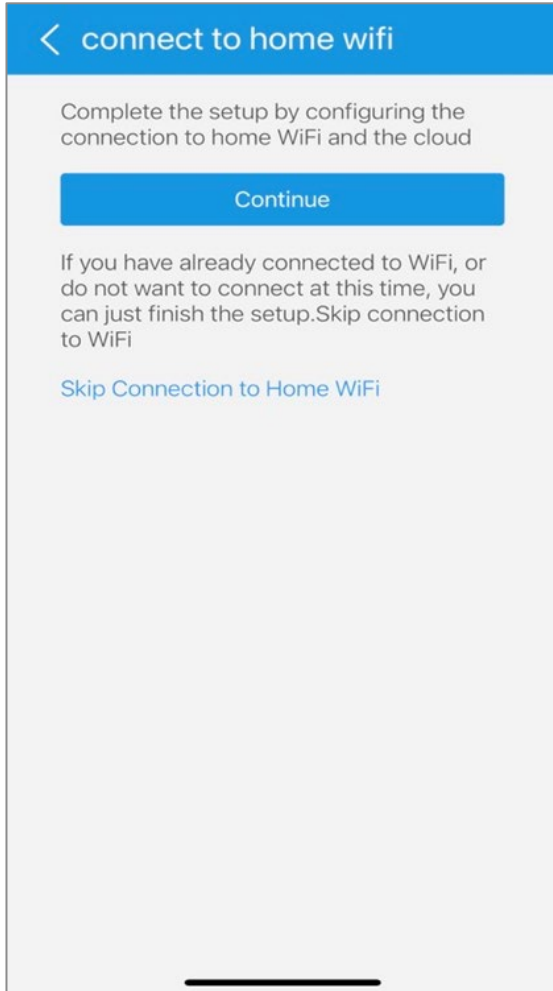 connect to home wifi
Complete the setup by configuring the
connection to home WiFi and the cloud
Continue
If you have already connected to WiFi, or
do not want to connect at this time, you
can just finish the setup.Skip connection
to WiFi
Skip Connection to Home WiFi